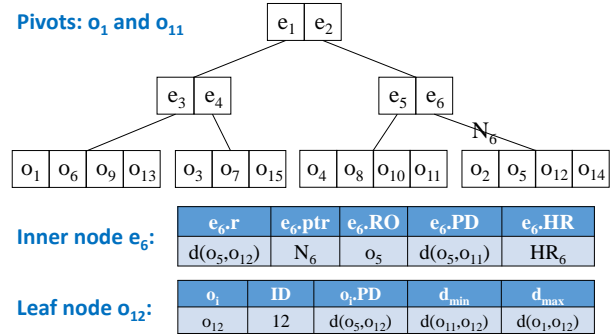 Pivots: o₁ and o₁₁
e₁ e₂
e₃ e₄ e₅ e₆
N₆
o₁ o₆ o₉ o₁₃ o₃ o₇ o₁₅ o₄ o₈ o₁₀ o₁₁ o₂ o₅ o₁₂ o₁₄
e₆.r e₆.ptr e₆.RO e₆.PD e₆.HR
Inner node e₆: d(o₅,o₁₂) N₆ o₅ d(o₅,o₁₁) HR₆
oᵢ ID oᵢ.PD d_min d_max
Leaf node o₁₂: o₁₂ 12 d(o₅,o₁₂) d(o₁₁,o₁₂) d(o₁,o₁₂)